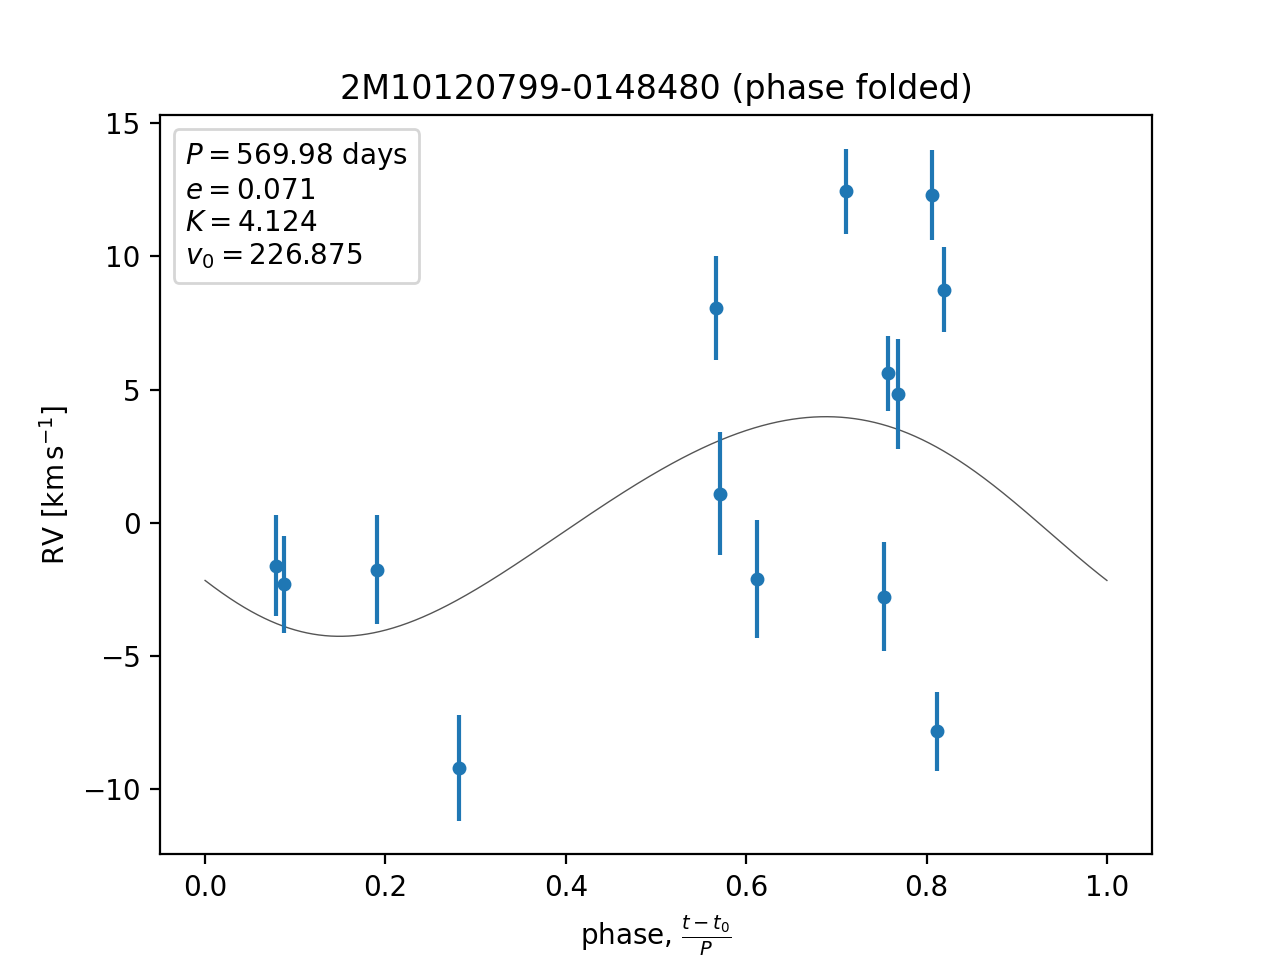 2M10120799-0148480 (phase folded)
P = 569.98 days
e = 0.071
K = 4.124
v₀ = 226.875
15
10
5
0
−5
−10
RV [km s⁻¹]
0.0 0.2 0.4 0.6 0.8 1.0
phase, (t − t₀)/P